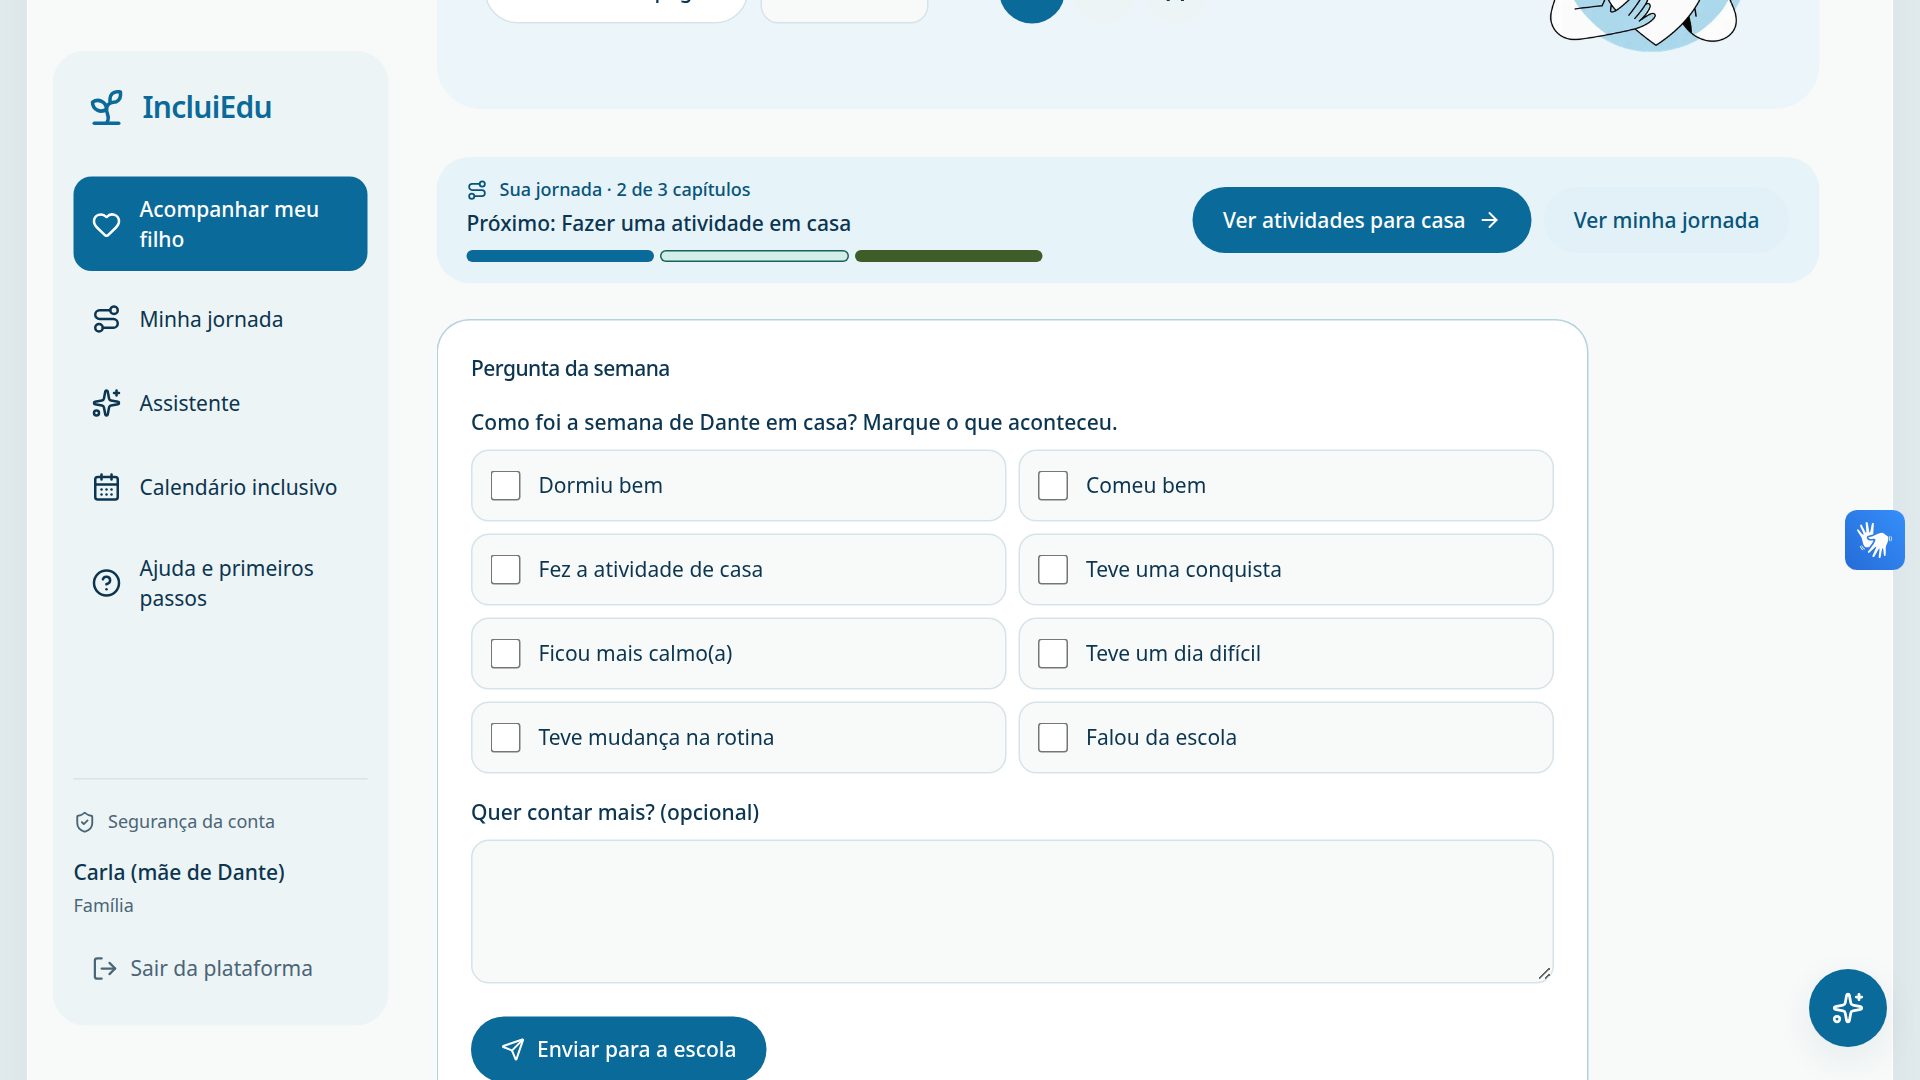 IncluiEdu
Acompanhar meu
filho
Minha jornada
Assistente
Calendário inclusivo
Ajuda e primeiros
passos
Segurança da conta
Carla (mãe de Dante)
Família
Sair da plataforma
Sua jornada · 2 de 3 capítulos
Próximo: Fazer uma atividade em casa
Ver atividades para casa
Ver minha jornada
Pergunta da semana
Como foi a semana de Dante em casa? Marque o que aconteceu.
Dormiu bem
Comeu bem
Fez a atividade de casa
Teve uma conquista
Ficou mais calmo(a)
Teve um dia difícil
Teve mudança na rotina
Falou da escola
Quer contar mais? (opcional)
Enviar para a escola